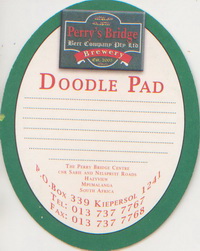 Perry's Bridge
Beer Company Pty Ltd
Brewery
Est. 2007
Doodle Pad
The Perry Bridge Centre
cnr Sabie and Nelspruit Roads
Hazyview
Mpumalanga
South Africa
P.O.Box 339 Kiepersol 1241
Tel: 013 737 7767
Fax: 013 737 7768